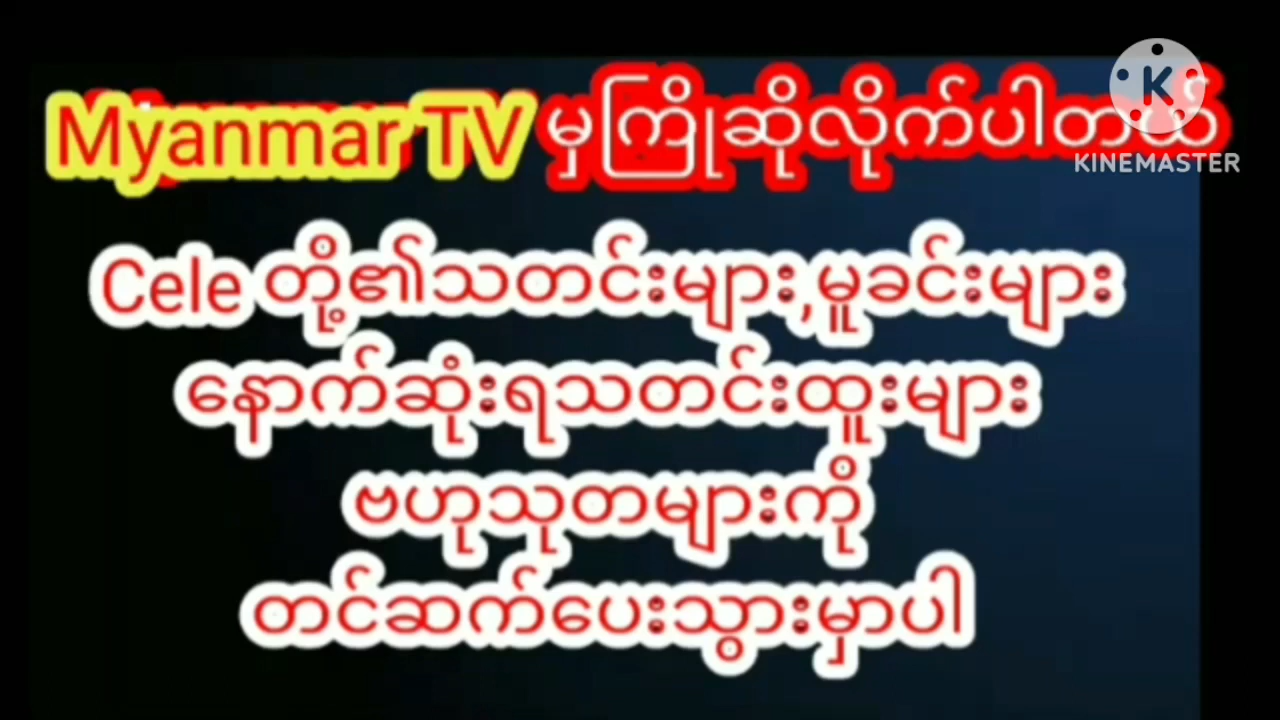 Myanmar TV မှကြိုဆိုလိုက်ပါတယ်
K
KINEMASTER
Cele တို့၏သတင်းများ,မူခင်းများ
နောက်ဆုံးရသတင်းထူးများ
ဗဟုသုတများကို
တင်ဆက်ပေးသွားမှာပါ